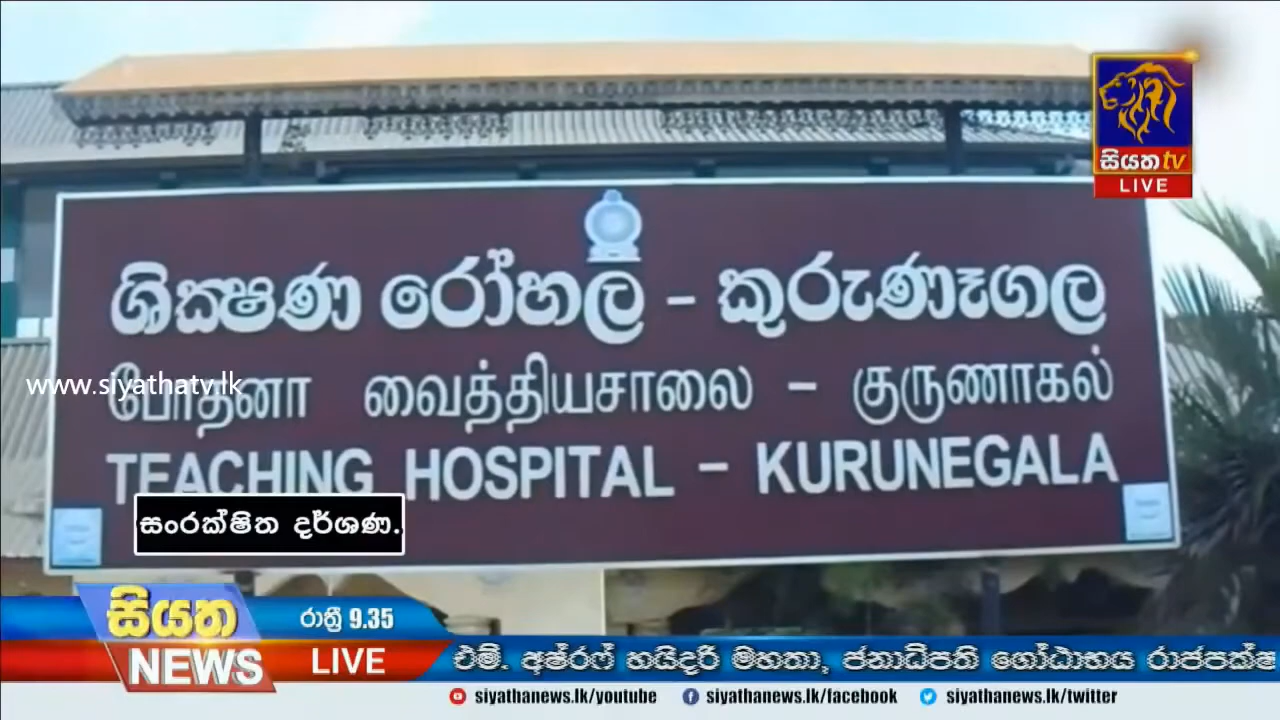 සියත tv
LIVE
ශික්ෂණ රෝහල - කුරුණෑගල
போதனா வைத்தியசாலை - குருணாகல்
www.siyathatv.lk
TEACHING HOSPITAL - KURUNEGALA
සංරක්ෂිත දර්ශණ.
සියත
NEWS
රාත්‍රී 9.35
LIVE
එම්. අෂ්රෆ් හයිදරි මහතා, ජනාධිපති ගෝඨාභය රාජපක්ෂ
siyathanews.lk/youtube
siyathanews.lk/facebook
siyathanews.lk/twitter